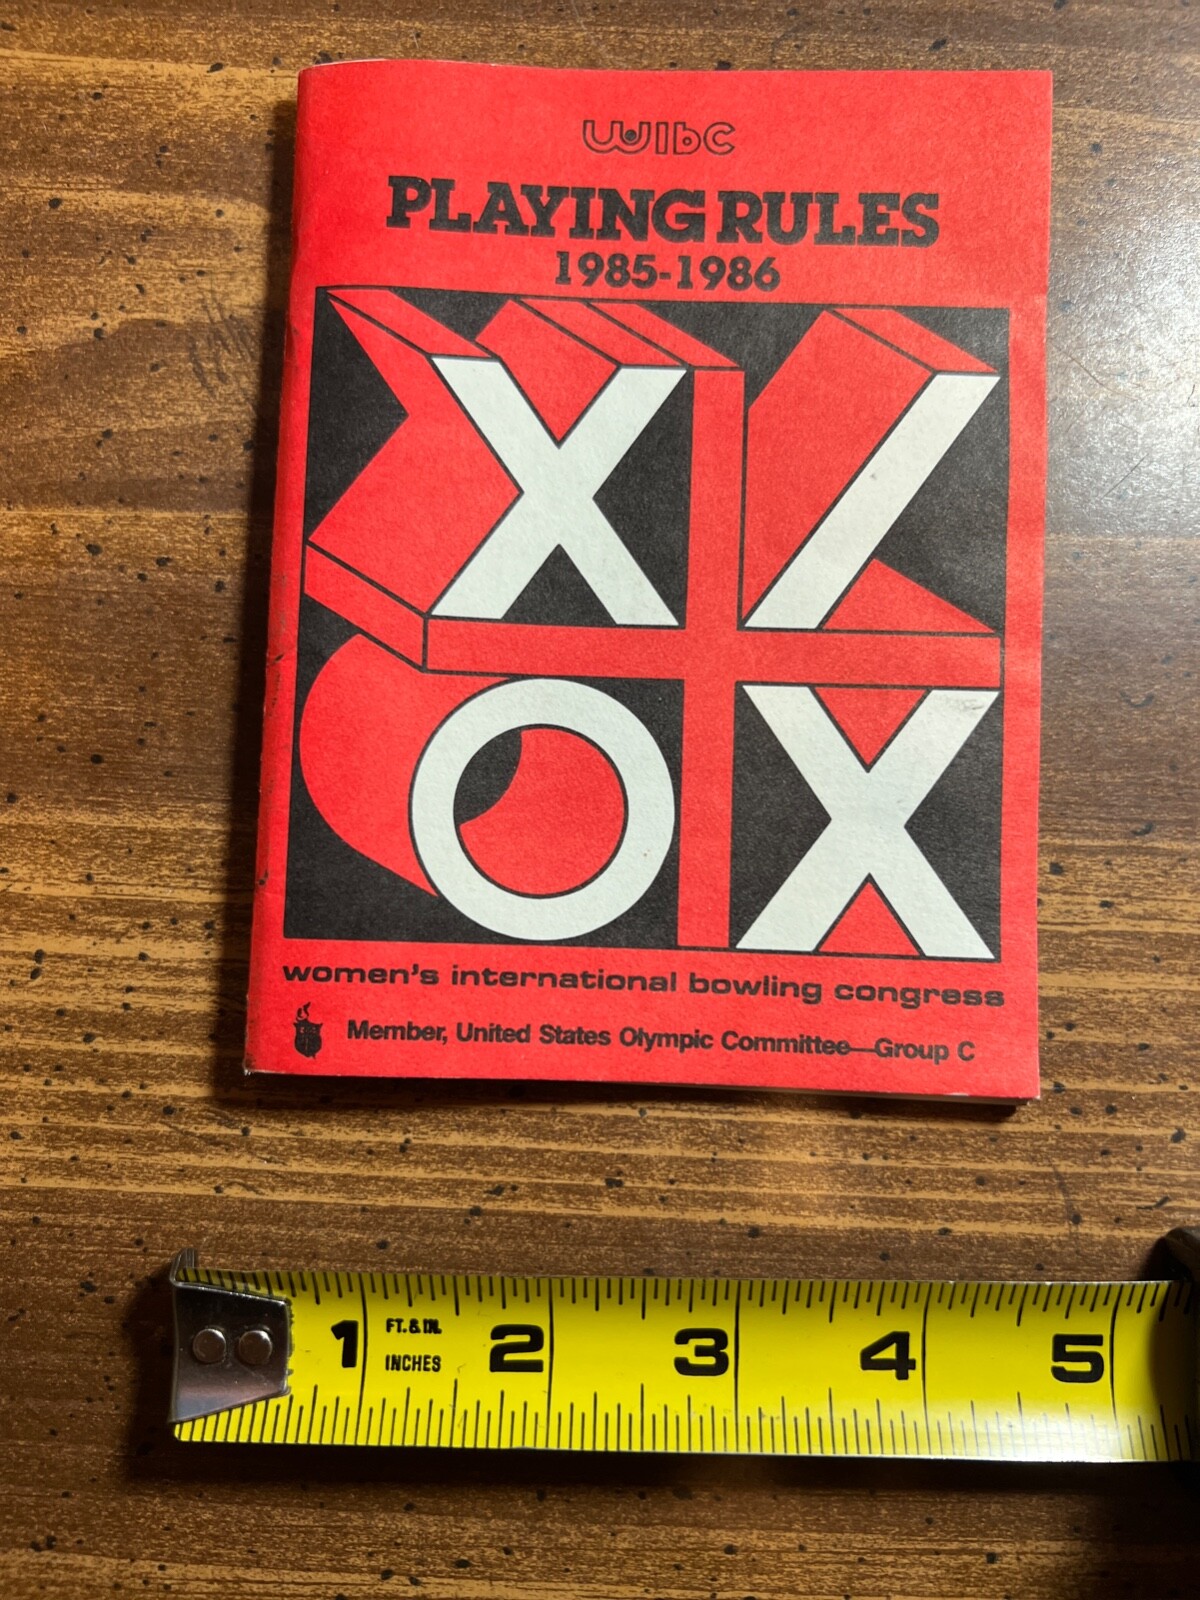 WIbC
PLAYING RULES
1985-1986
X /
O X
women's international bowling congress
Member, United States Olympic Committee—Group C
1 FT. & IN. 2 3 4 5
INCHES